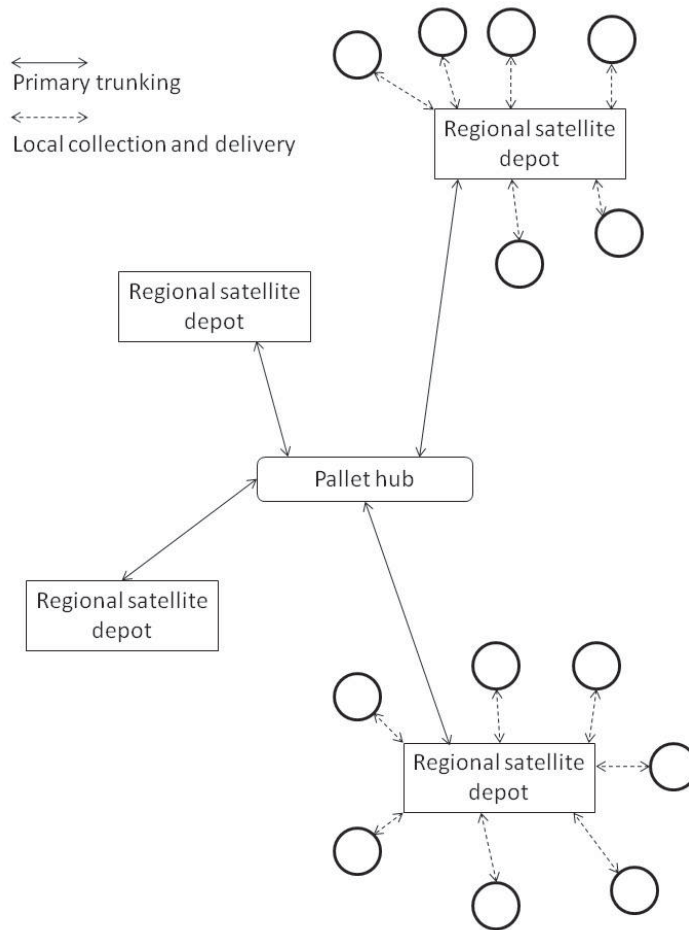 Primary trunking
Local collection and delivery
Regional satellite
depot
Regional satellite
depot
Pallet hub
Regional satellite
depot
Regional satellite
depot